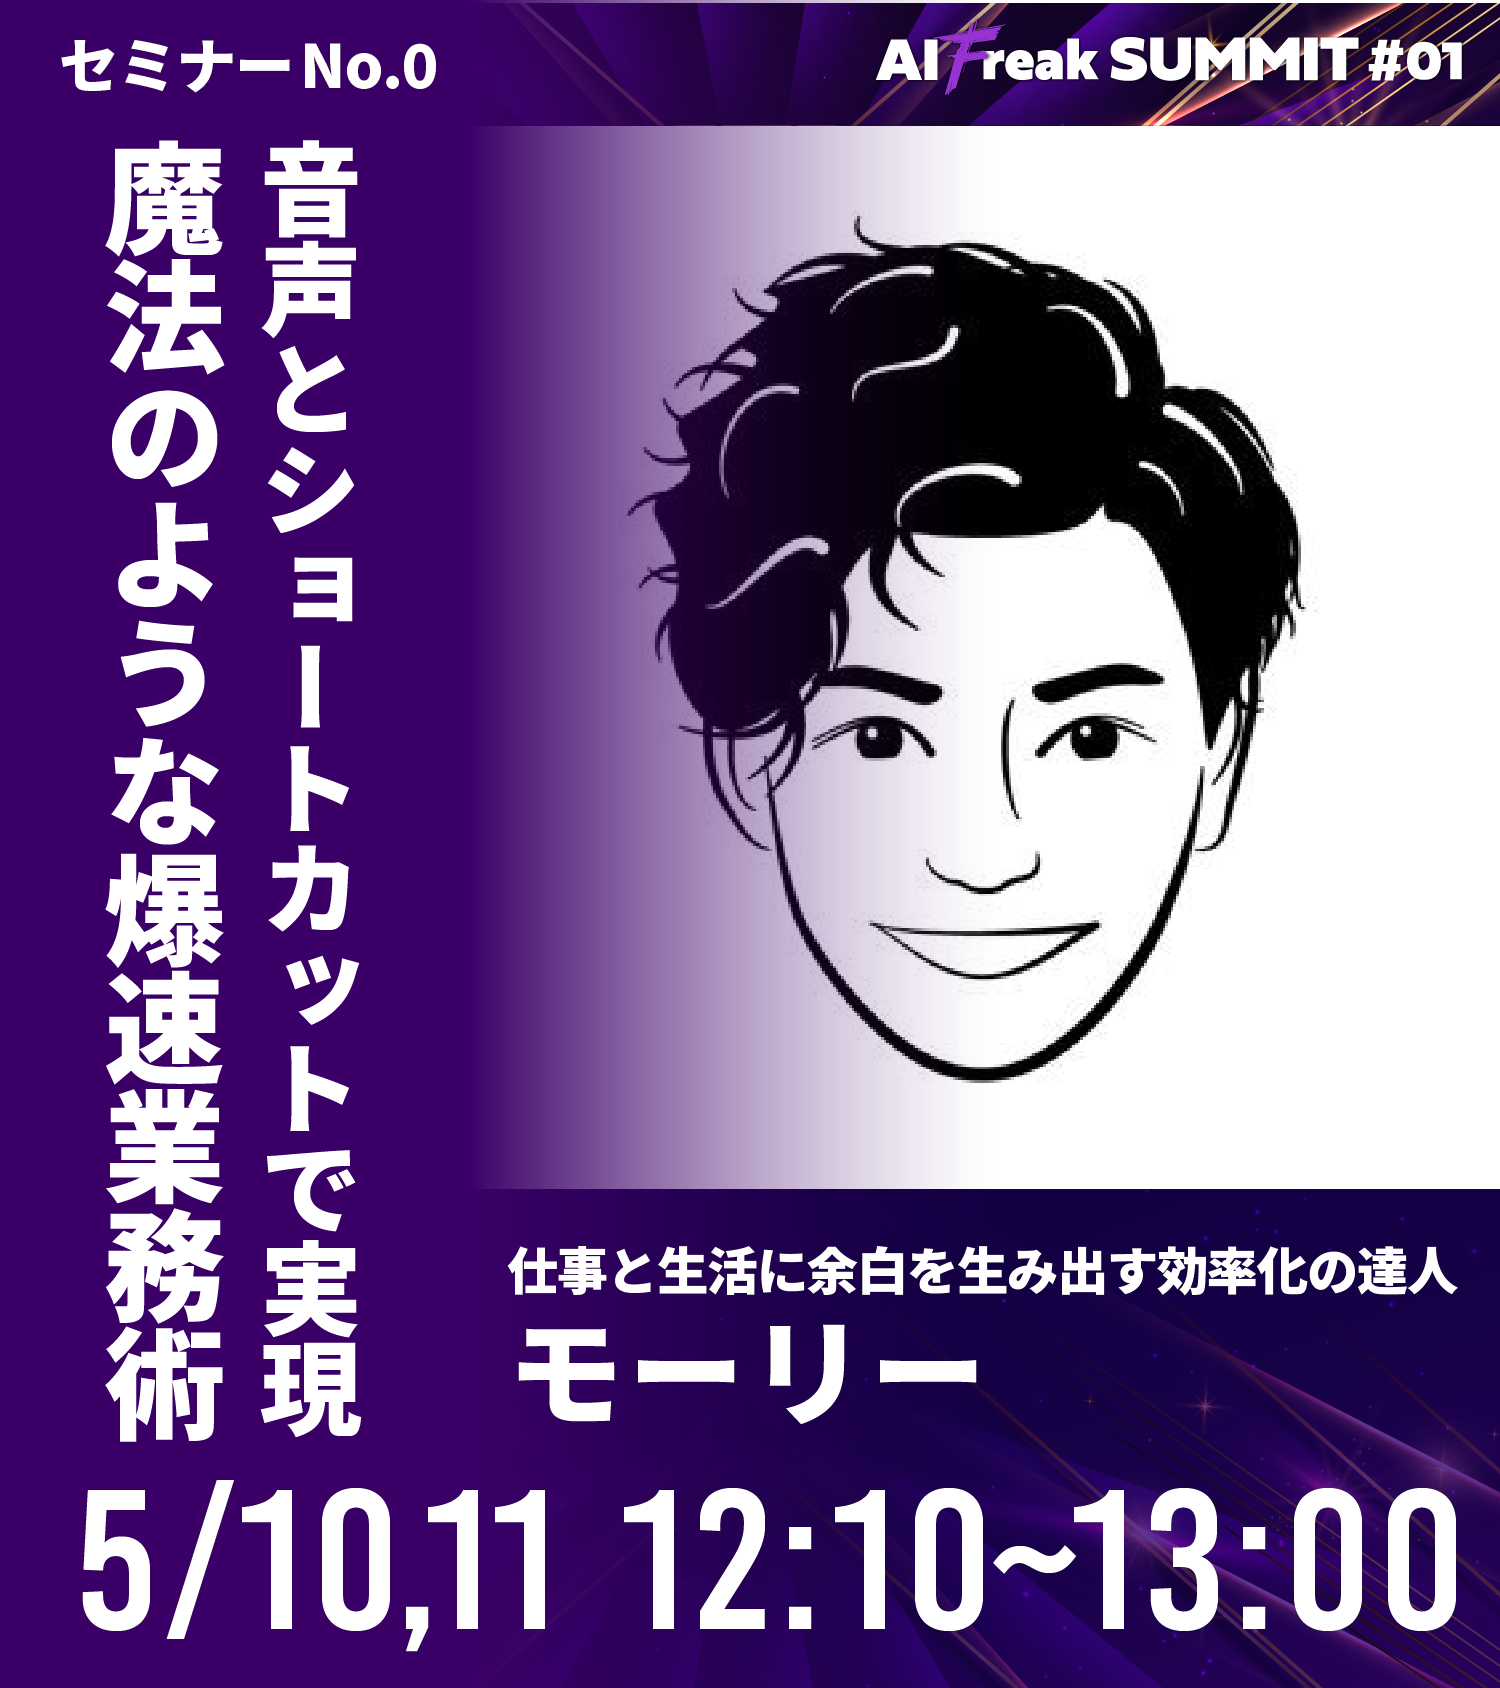 セミナーNo.0
AI Freak SUMMIT #01
音声とショートカットで実現
魔法のような爆速業務術
仕事と生活に余白を生み出す効率化の達人
モーリー
5/10,11 12:10~13:00